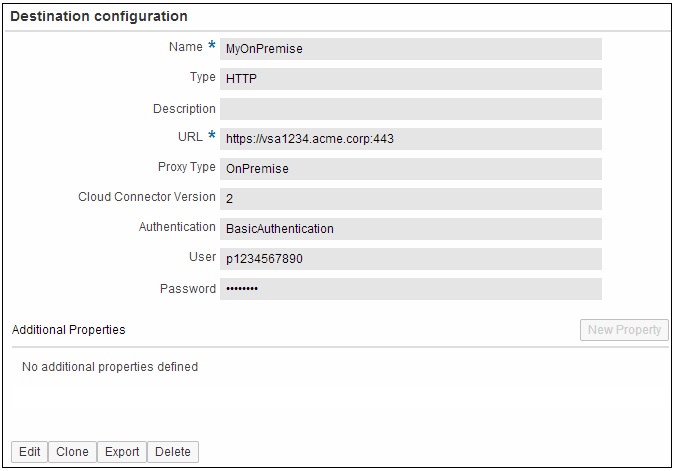 Destination configuration
Name * MyOnPremise
Type HTTP
Description
URL * https://vsa1234.acme.corp:443
Proxy Type OnPremise
Cloud Connector Version 2
Authentication BasicAuthentication
User p1234567890
Password ••••••••
Additional Properties New Property
No additional properties defined
Edit Clone Export Delete